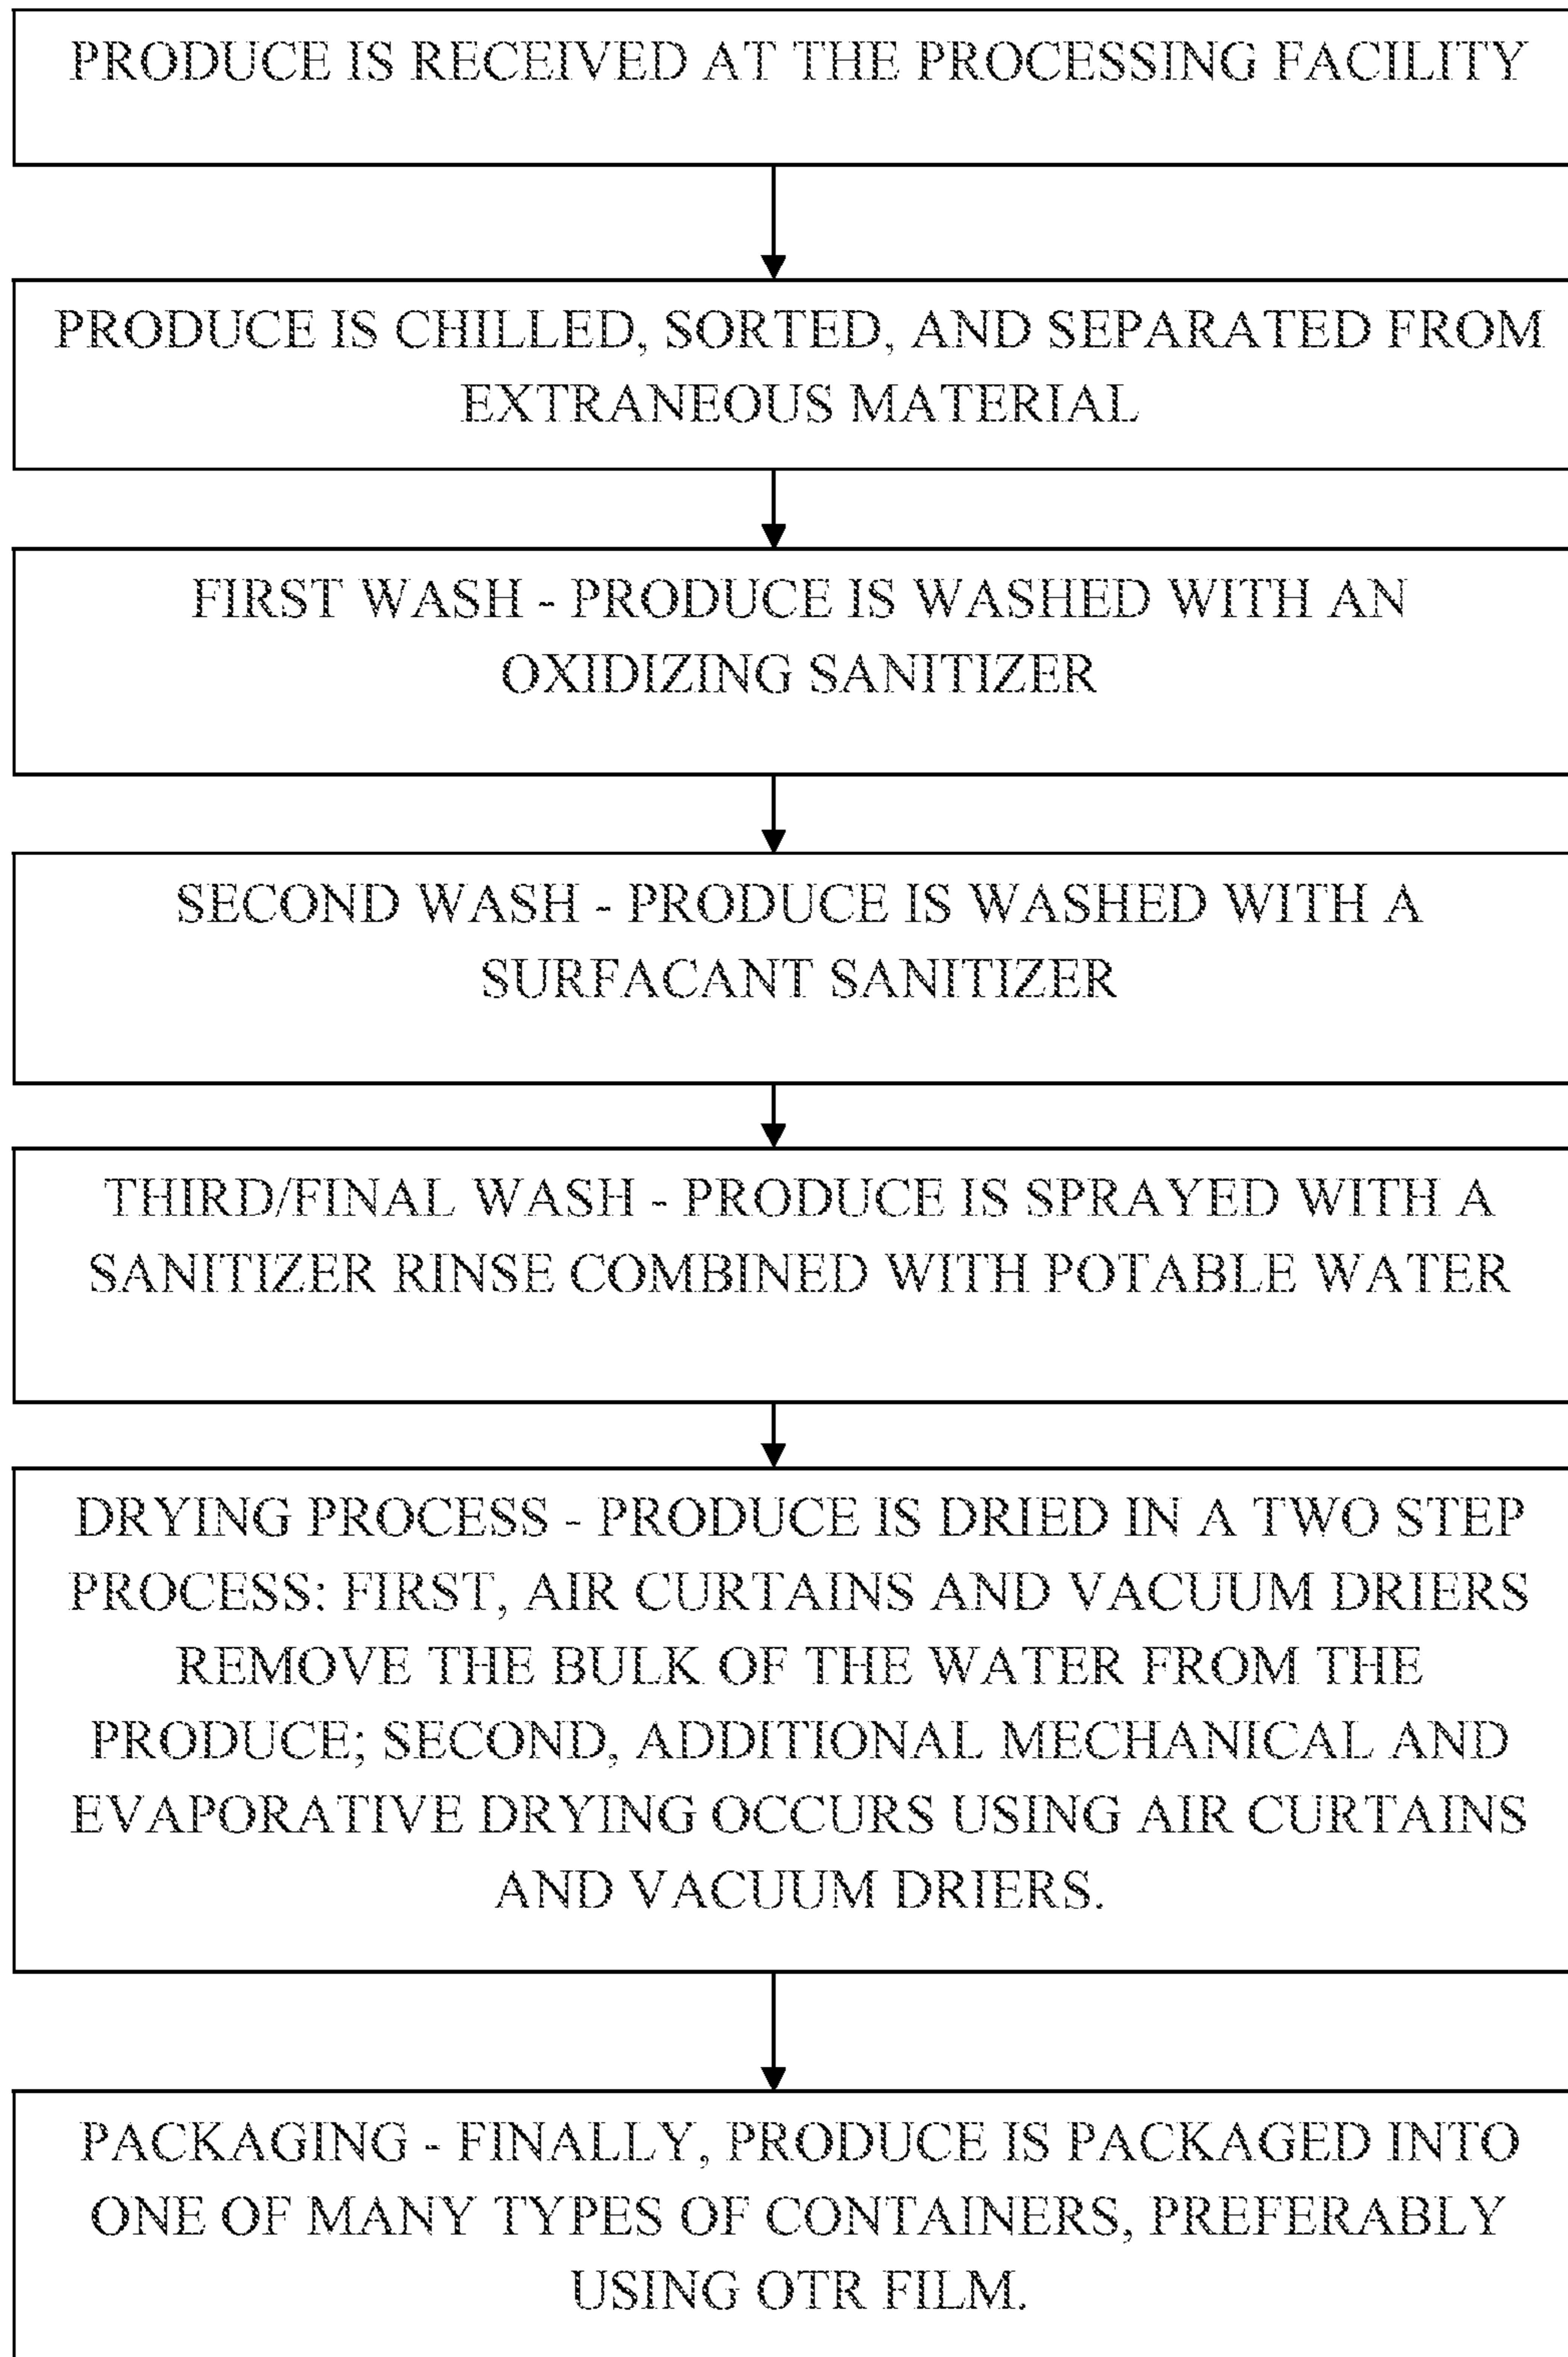 PRODUCE IS RECEIVED AT THE PROCESSING FACILITY
PRODUCE IS CHILLED, SORTED, AND SEPARATED FROM
EXTRANEOUS MATERIAL
FIRST WASH - PRODUCE IS WASHED WITH AN
OXIDIZING SANITIZER
SECOND WASH - PRODUCE IS WASHED WITH A
SURFACANT SANITIZER
THIRD/FINAL WASH - PRODUCE IS SPRAYED WITH A
SANITIZER RINSE COMBINED WITH POTABLE WATER
DRYING PROCESS - PRODUCE IS DRIED IN A TWO STEP
PROCESS: FIRST, AIR CURTAINS AND VACUUM DRIERS
REMOVE THE BULK OF THE WATER FROM THE
PRODUCE; SECOND, ADDITIONAL MECHANICAL AND
EVAPORATIVE DRYING OCCURS USING AIR CURTAINS
AND VACUUM DRIERS.
PACKAGING - FINALLY, PRODUCE IS PACKAGED INTO
ONE OF MANY TYPES OF CONTAINERS, PREFERABLY
USING OTR FILM.